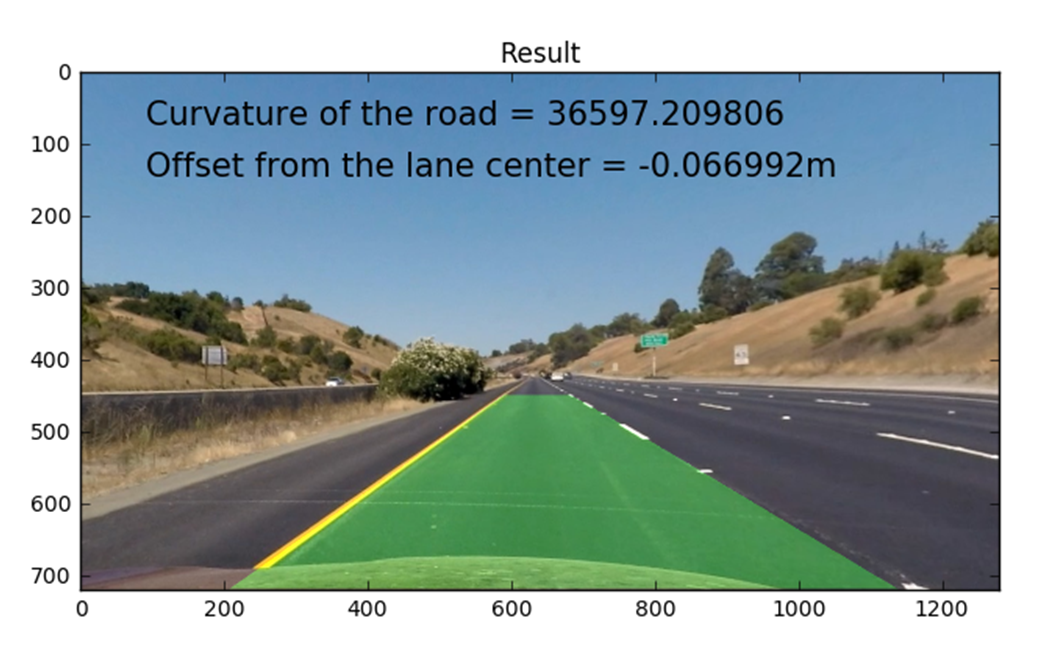 Result
Curvature of the road = 36597.209806
Offset from the lane center = -0.066992m
0
100
200
300
400
500
600
700
0 200 400 600 800 1000 1200